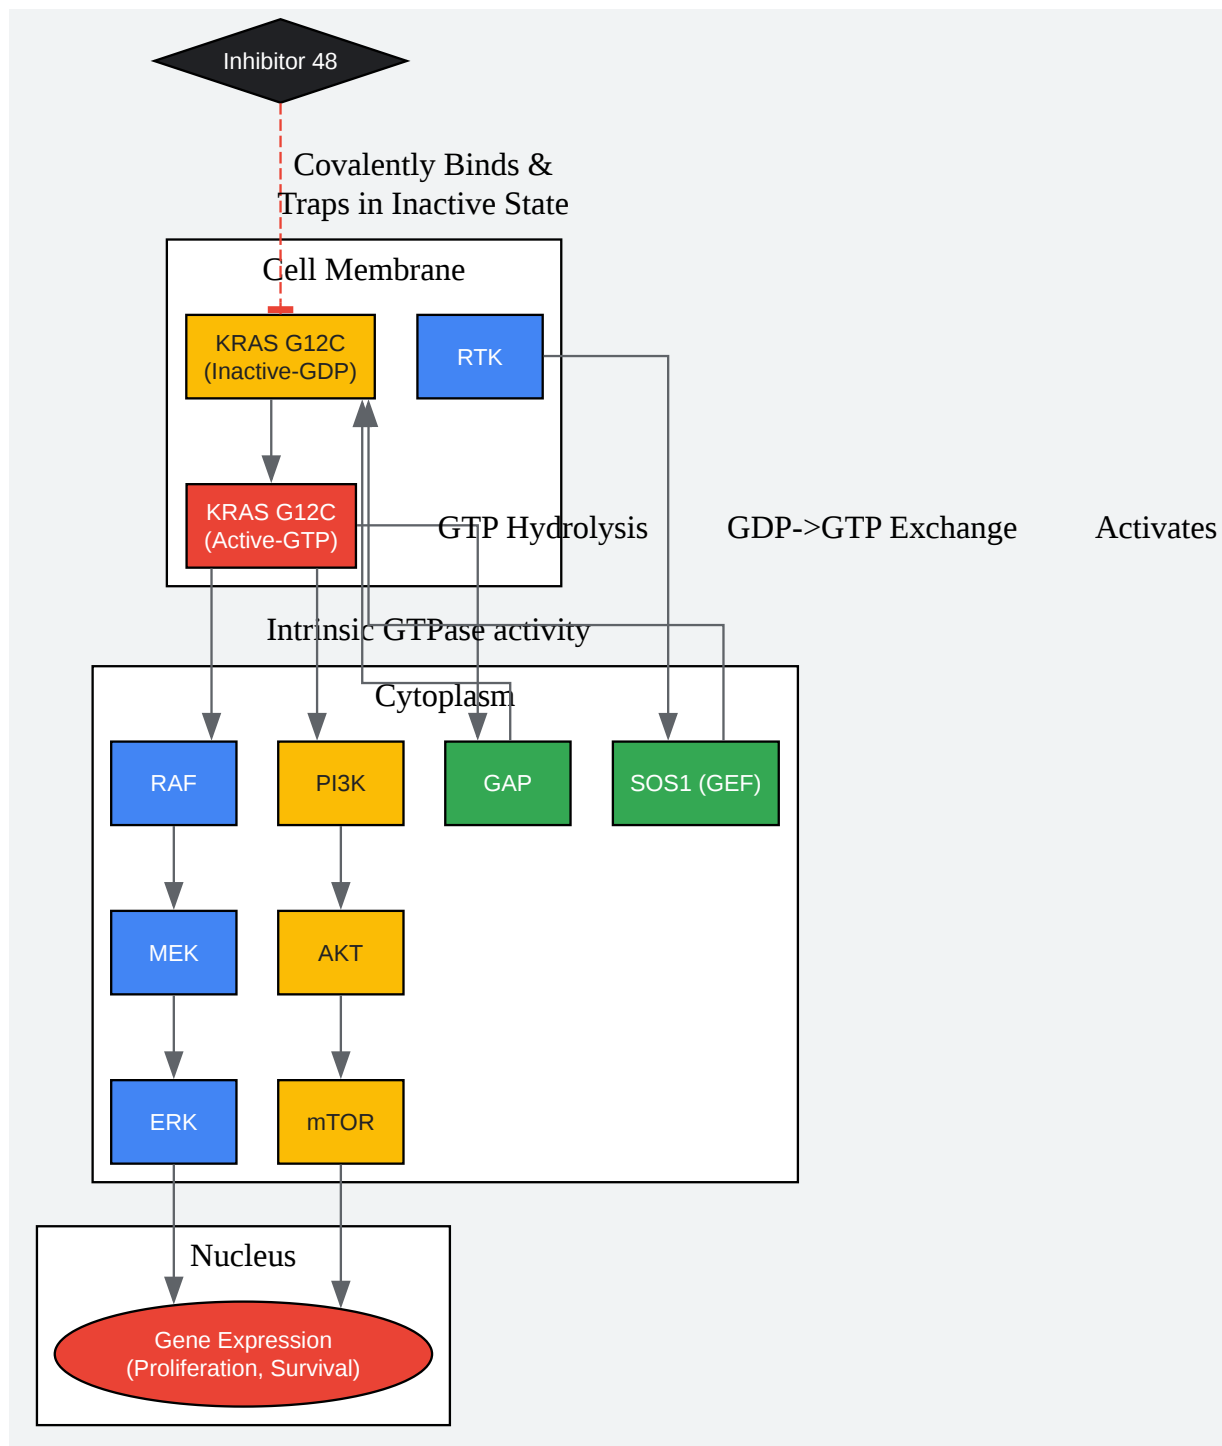 Inhibitor 48
Covalently Binds &
Traps in Inactive State
Cell Membrane
KRAS G12C
(Inactive-GDP)
RTK
KRAS G12C
(Active-GTP)
GTP Hydrolysis
GDP->GTP Exchange
Activates
Intrinsic GTPase activity
Cytoplasm
RAF
PI3K
GAP
SOS1 (GEF)
MEK
AKT
ERK
mTOR
Nucleus
Gene Expression
(Proliferation, Survival)